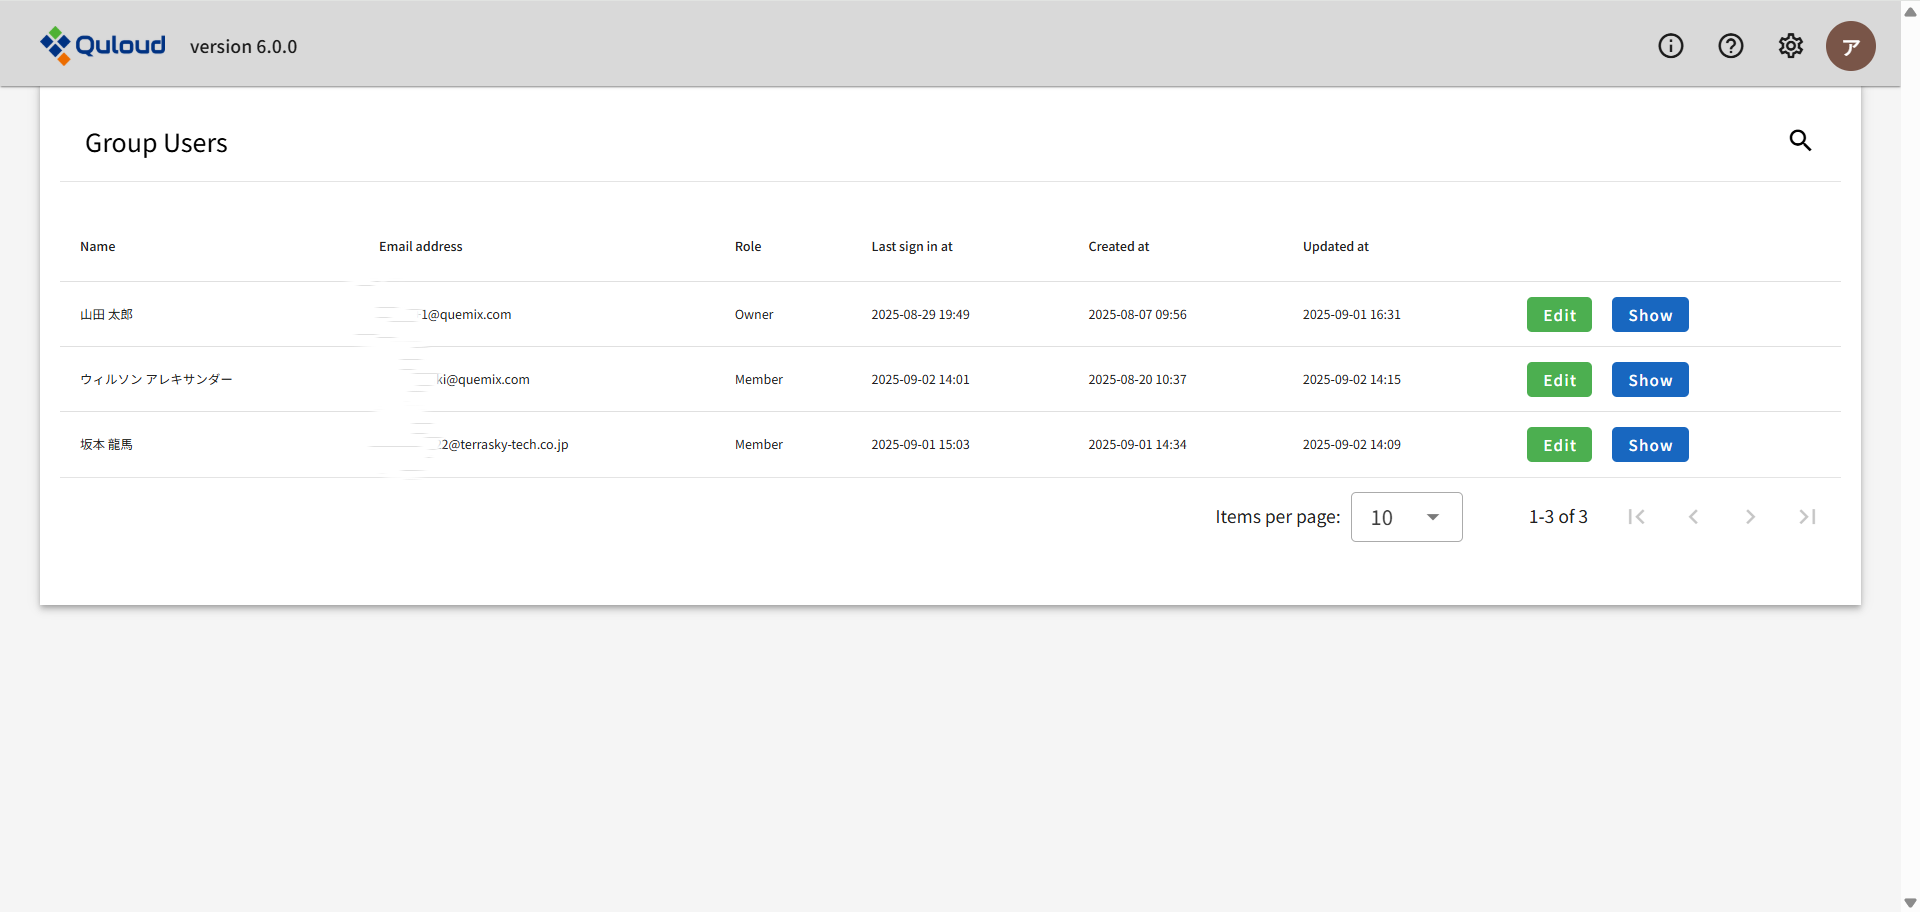 Quloud version 6.0.0 ア
Group Users
Name Email address Role Last sign in at Created at Updated at
山田 太郎 1@quemix.com Owner 2025-08-29 19:49 2025-08-07 09:56 2025-09-01 16:31 Edit Show
ウィルソン アレキサンダー ki@quemix.com Member 2025-09-02 14:01 2025-08-20 10:37 2025-09-02 14:15 Edit Show
坂本 龍馬 2@terrasky-tech.co.jp Member 2025-09-01 15:03 2025-09-01 14:34 2025-09-02 14:09 Edit Show
Items per page: 10 1-3 of 3